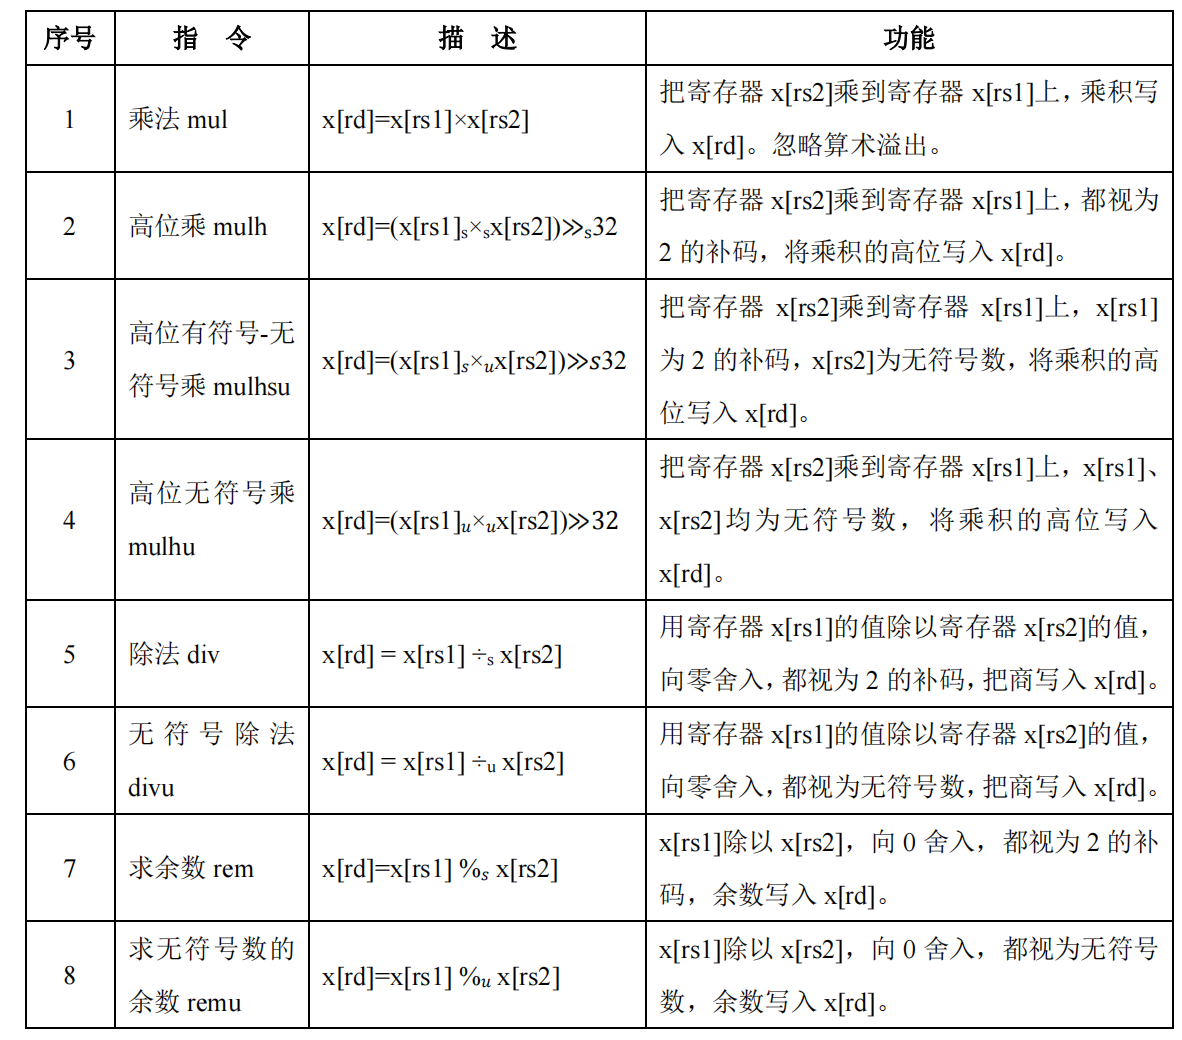 序号 指 令 描 述 功能
1 乘法 mul x[rd]=x[rs1]×x[rs2] 把寄存器 x[rs2]乘到寄存器 x[rs1]上，乘积写
入 x[rd]。忽略算术溢出。
2 高位乘 mulh x[rd]=(x[rs1]ₛ×ₛx[rs2])≫ₛ32 把寄存器 x[rs2]乘到寄存器 x[rs1]上，都视为
2 的补码，将乘积的高位写入 x[rd]。
3 高位有符号-无
符号乘 mulhsu x[rd]=(x[rs1]ₛ×ᵤx[rs2])≫s32 把寄存器 x[rs2]乘到寄存器 x[rs1]上，x[rs1]
为 2 的补码，x[rs2]为无符号数，将乘积的高
位写入 x[rd]。
4 高位无符号乘
mulhu x[rd]=(x[rs1]ᵤ×ᵤx[rs2])≫32 把寄存器 x[rs2]乘到寄存器 x[rs1]上，x[rs1]、
x[rs2]均为无符号数，将乘积的高位写入
x[rd]。
5 除法 div x[rd] = x[rs1] ÷ₛ x[rs2] 用寄存器 x[rs1]的值除以寄存器 x[rs2]的值，
向零舍入，都视为 2 的补码，把商写入 x[rd]。
6 无符号除法
divu x[rd] = x[rs1] ÷ᵤ x[rs2] 用寄存器 x[rs1]的值除以寄存器 x[rs2]的值，
向零舍入，都视为无符号数，把商写入 x[rd]。
7 求余数 rem x[rd]=x[rs1] %ₛ x[rs2] x[rs1]除以 x[rs2]，向 0 舍入，都视为 2 的补
码，余数写入 x[rd]。
8 求无符号数的
余数 remu x[rd]=x[rs1] %ᵤ x[rs2] x[rs1]除以 x[rs2]，向 0 舍入，都视为无符号
数，余数写入 x[rd]。